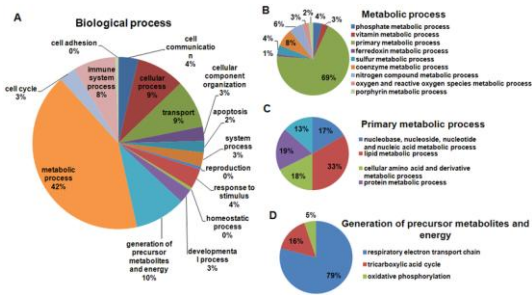 A
Biological process
cell adhesion
0%
cell
communication
4%
immune
system process
8%
cell cycle
3%
cellular
process
9%
cellular
component
organization
3%
transport
9%
apoptosis
2%
system
process
3%
metabolic
process
42%
reproduction
0%
response to
stimulus
4%
homeostatic
process
0%
generation of
precursor
metabolites
and energy
10%
developmental process
3%
B
Metabolic process
6%
3%
2%
4%
3%
4%
8%
1%
69%
phosphate metabolic process
vitamin metabolic process
primary metabolic process
ferredoxin metabolic process
sulfur metabolic process
coenzyme metabolic process
nitrogen compound metabolic process
oxygen and reactive oxygen species metabolic process
porphyrin metabolic process
C
Primary metabolic process
13%
17%
19%
33%
18%
nucleobase, nucleoside, nucleotide
and nucleic acid metabolic process
lipid metabolic process
cellular amino acid and derivative
metabolic process
protein metabolic process
D
Generation of precursor metabolites and
energy
5%
16%
79%
respiratory electron transport chain
tricarboxylic acid cycle
oxidative phosphorylation